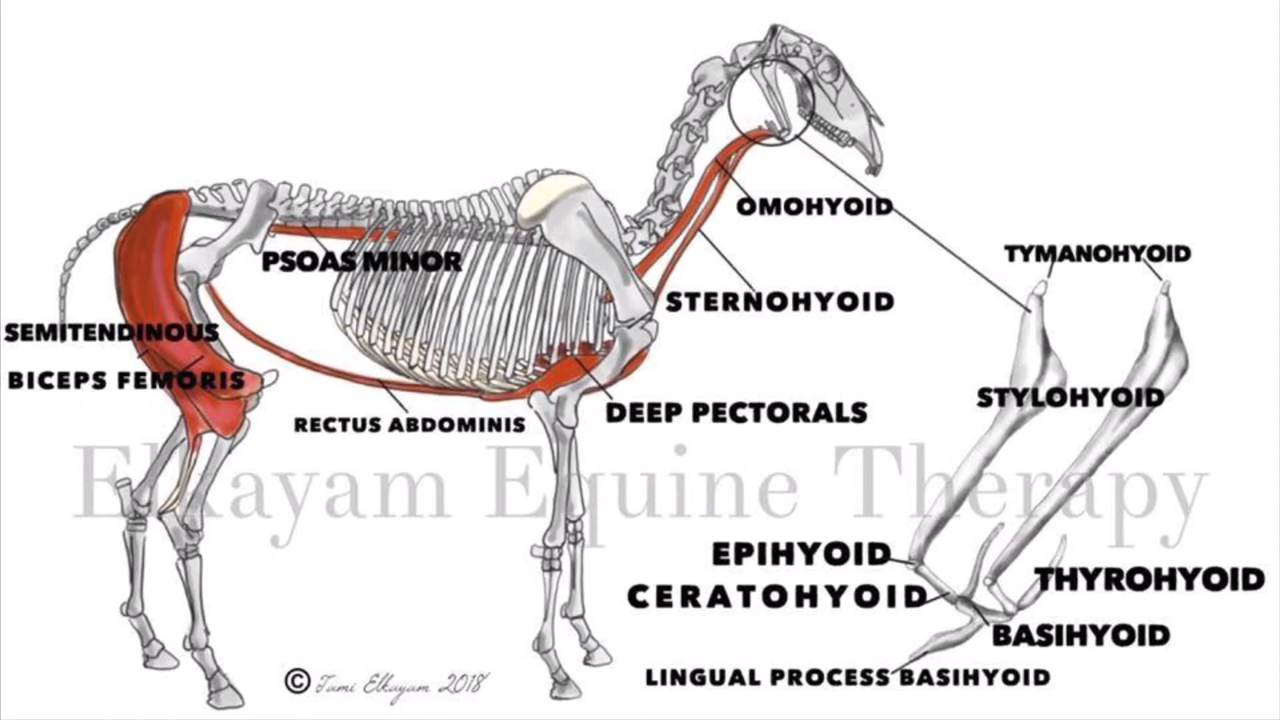 OMOHYOID
TYMANOHYOID
PSOAS MINOR
STERNOHYOID
SEMITENDINOUS
BICEPS FEMORIS
STYLOHYOID
RECTUS ABDOMINIS
DEEP PECTORALS
Elkayam Equine Therapy
EPIHYOID
THYROHYOID
CERATOHYOID
BASIHYOID
LINGUAL PROCESS BASIHYOID
© Tami Elkayam 2018